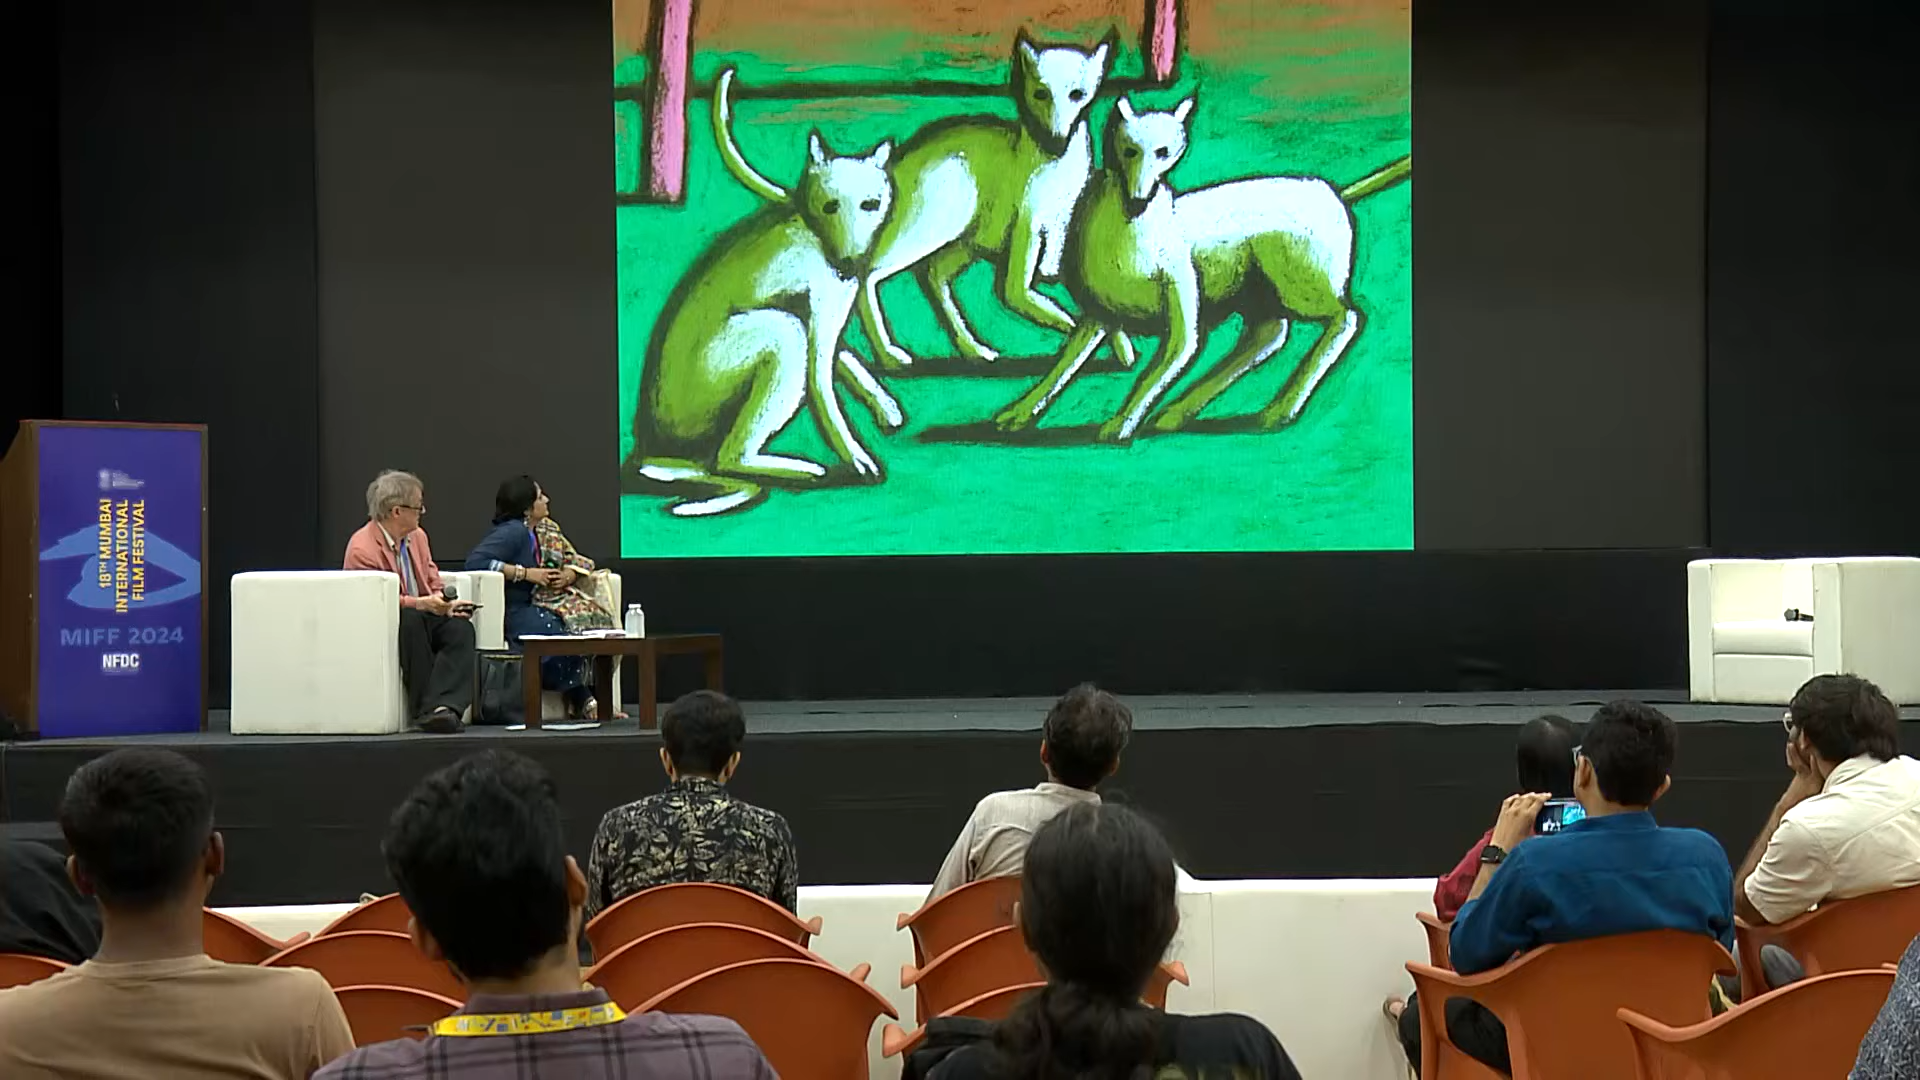 18TH MUMBAI
INTERNATIONAL
FILM FESTIVAL
MIFF 2024
NFDC